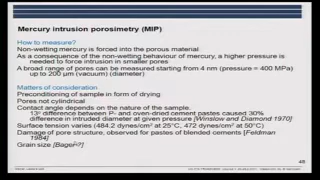 Mercury intrusion porosimetry (MIP)
How to measure?
Non-wetting mercury is forced into the porous material
As a consequence of the non-wetting behaviour of mercury, a higher pressure is
needed to force intrusion in smaller pores
A broad range of pores can be measured starting from 4 nm (pressure = 400 MPa)
up to 200 μm (vacuum) (diameter)
Matters of consideration
Preconditioning of sample in form of drying
Pores not cylindrical
Contact angle depends on the nature of the sample.
13° difference between P- and oven-dried cement pastes caused 30%
difference in intruded diameter at given pressure [Winslow and Diamond 1970]
Surface tension varies (484.2 dynes/cm² at 25°C, 472 dynes/cm² at 50°C)
Damage of pore structure, observed for pastes of blended cements [Feldman
1984]
Grain size